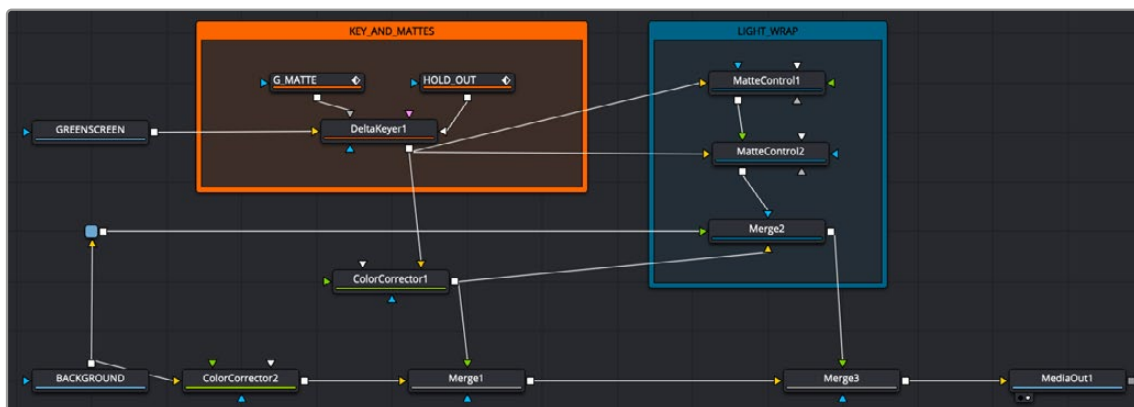 KEY_AND_MATTES
LIGHT_WRAP
G_MATTE
HOLD_OUT
MatteControl1
GREENSCREEN
DeltaKeyer1
MatteControl2
Merge2
ColorCorrector1
BACKGROUND
ColorCorrector2
Merge1
Merge3
MediaOut1